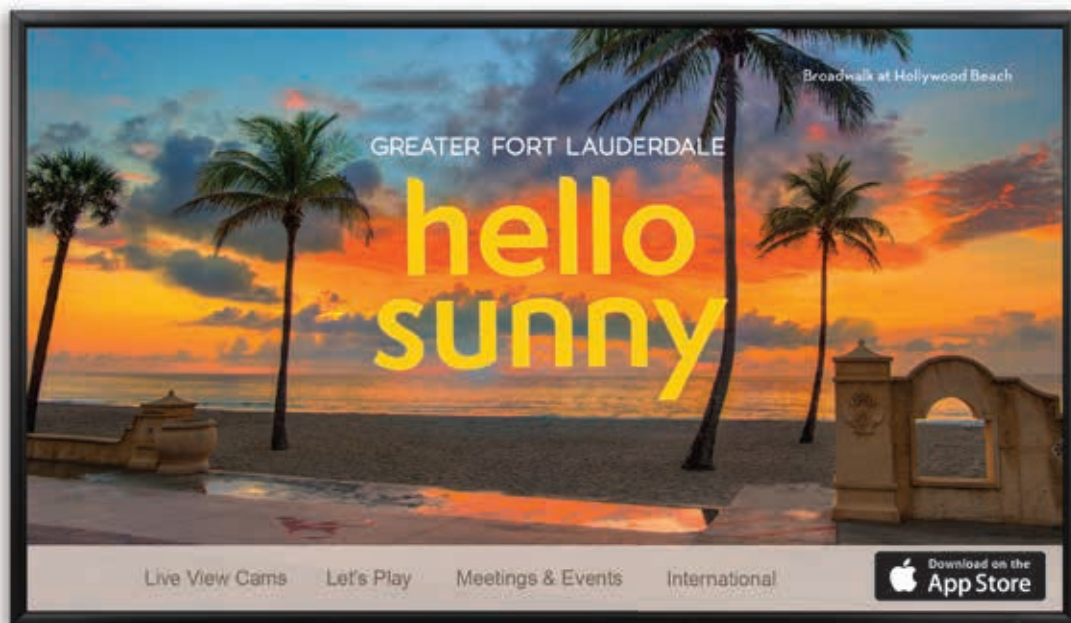 Broadwalk at Hollywood Beach
GREATER FORT LAUDERDALE
hello
sunny
Live View Cams Let's Play Meetings & Events International
Download on the
App Store